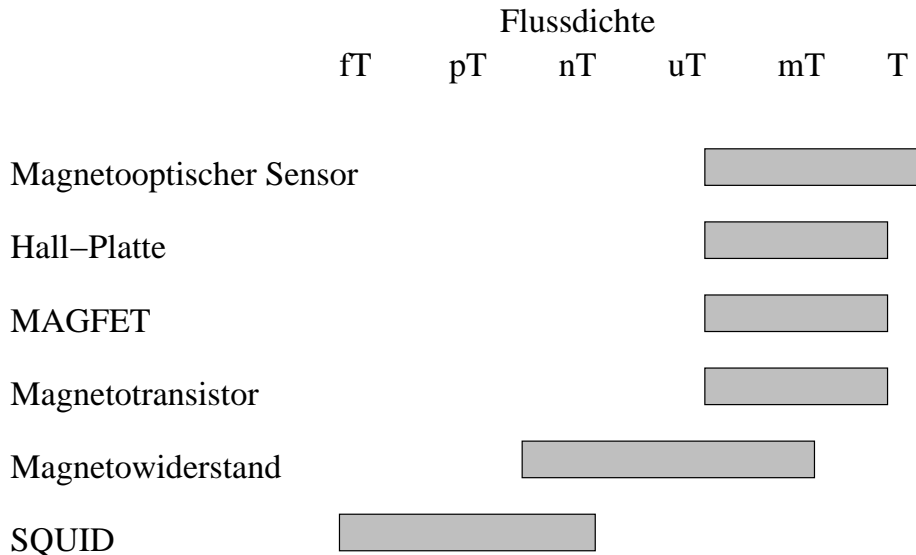 Flussdichte
fT pT nT uT mT T
Magnetooptischer Sensor
Hall−Platte
MAGFET
Magnetotransistor
Magnetowiderstand
SQUID